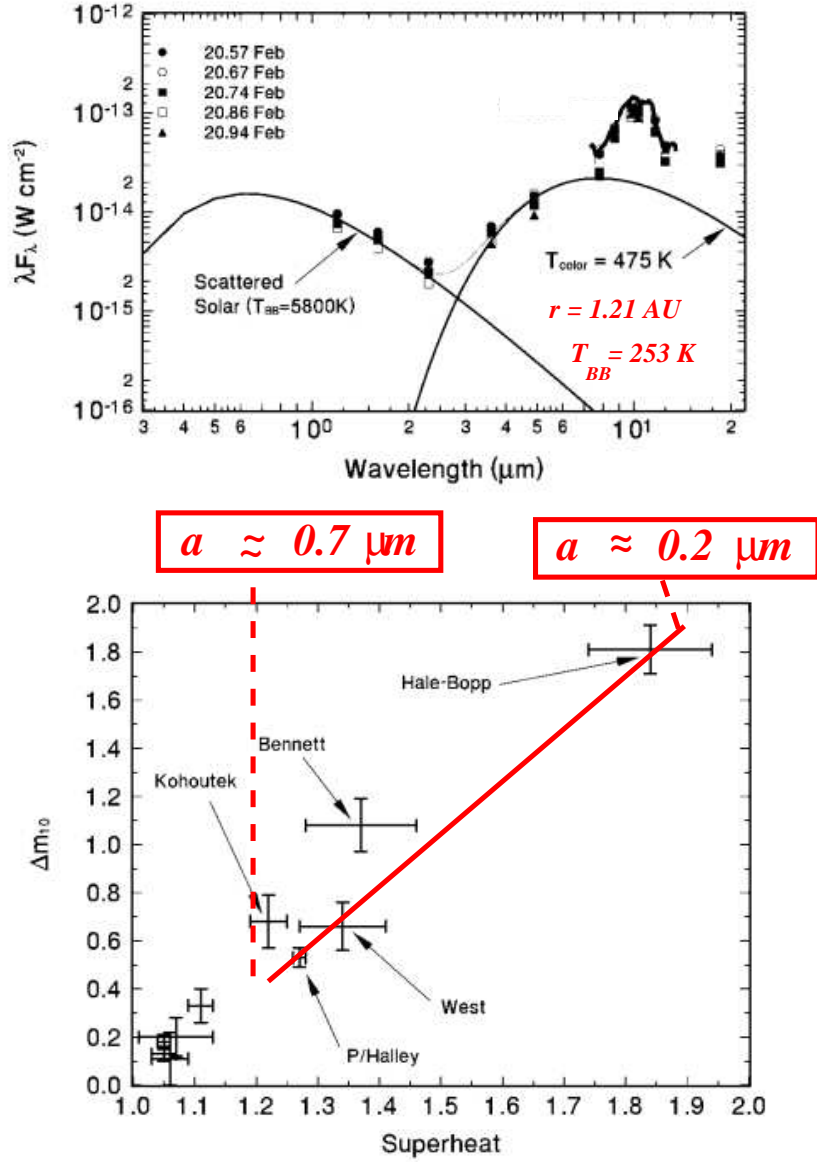 10⁻¹²
20.57 Feb
20.67 Feb
20.74 Feb
20.86 Feb
20.94 Feb
2
10⁻¹³
2
10⁻¹⁴
2
10⁻¹⁵
2
10⁻¹⁶
λFλ (W cm⁻²)
Scattered
Solar (T_BB=5800K)
T_color = 475 K
r = 1.21 AU
T_BB = 253 K
3 4 6 10⁰ 2 3 4 5 6 10¹ 2
Wavelength (μm)
a ≈ 0.7 μm
a ≈ 0.2 μm
2.0
1.8
1.6
1.4
1.2
1.0
0.8
0.6
0.4
0.2
0.0
Δm₁₀
Hale-Bopp
Bennett
Kohoutek
West
P/Halley
1.0 1.1 1.2 1.3 1.4 1.5 1.6 1.7 1.8 1.9 2.0
Superheat